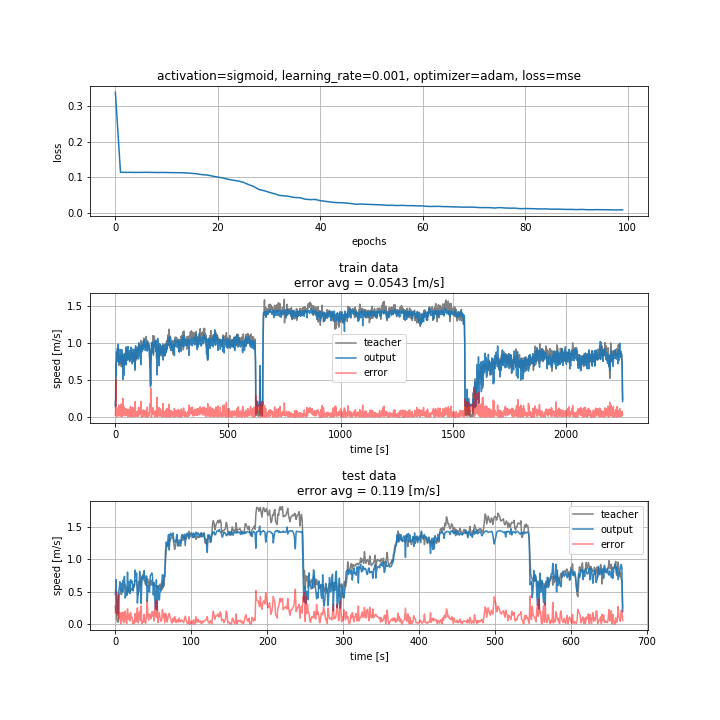 activation=sigmoid, learning_rate=0.001, optimizer=adam, loss=mse
0.3
0.2
0.1
0.0
loss
0 20 40 60 80 100
epochs
train data
error avg = 0.0543 [m/s]
1.5
1.0
0.5
0.0
speed [m/s]
teacher
output
error
0 500 1000 1500 2000
time [s]
test data
error avg = 0.119 [m/s]
1.5
1.0
0.5
0.0
speed [m/s]
teacher
output
error
0 100 200 300 400 500 600 700
time [s]